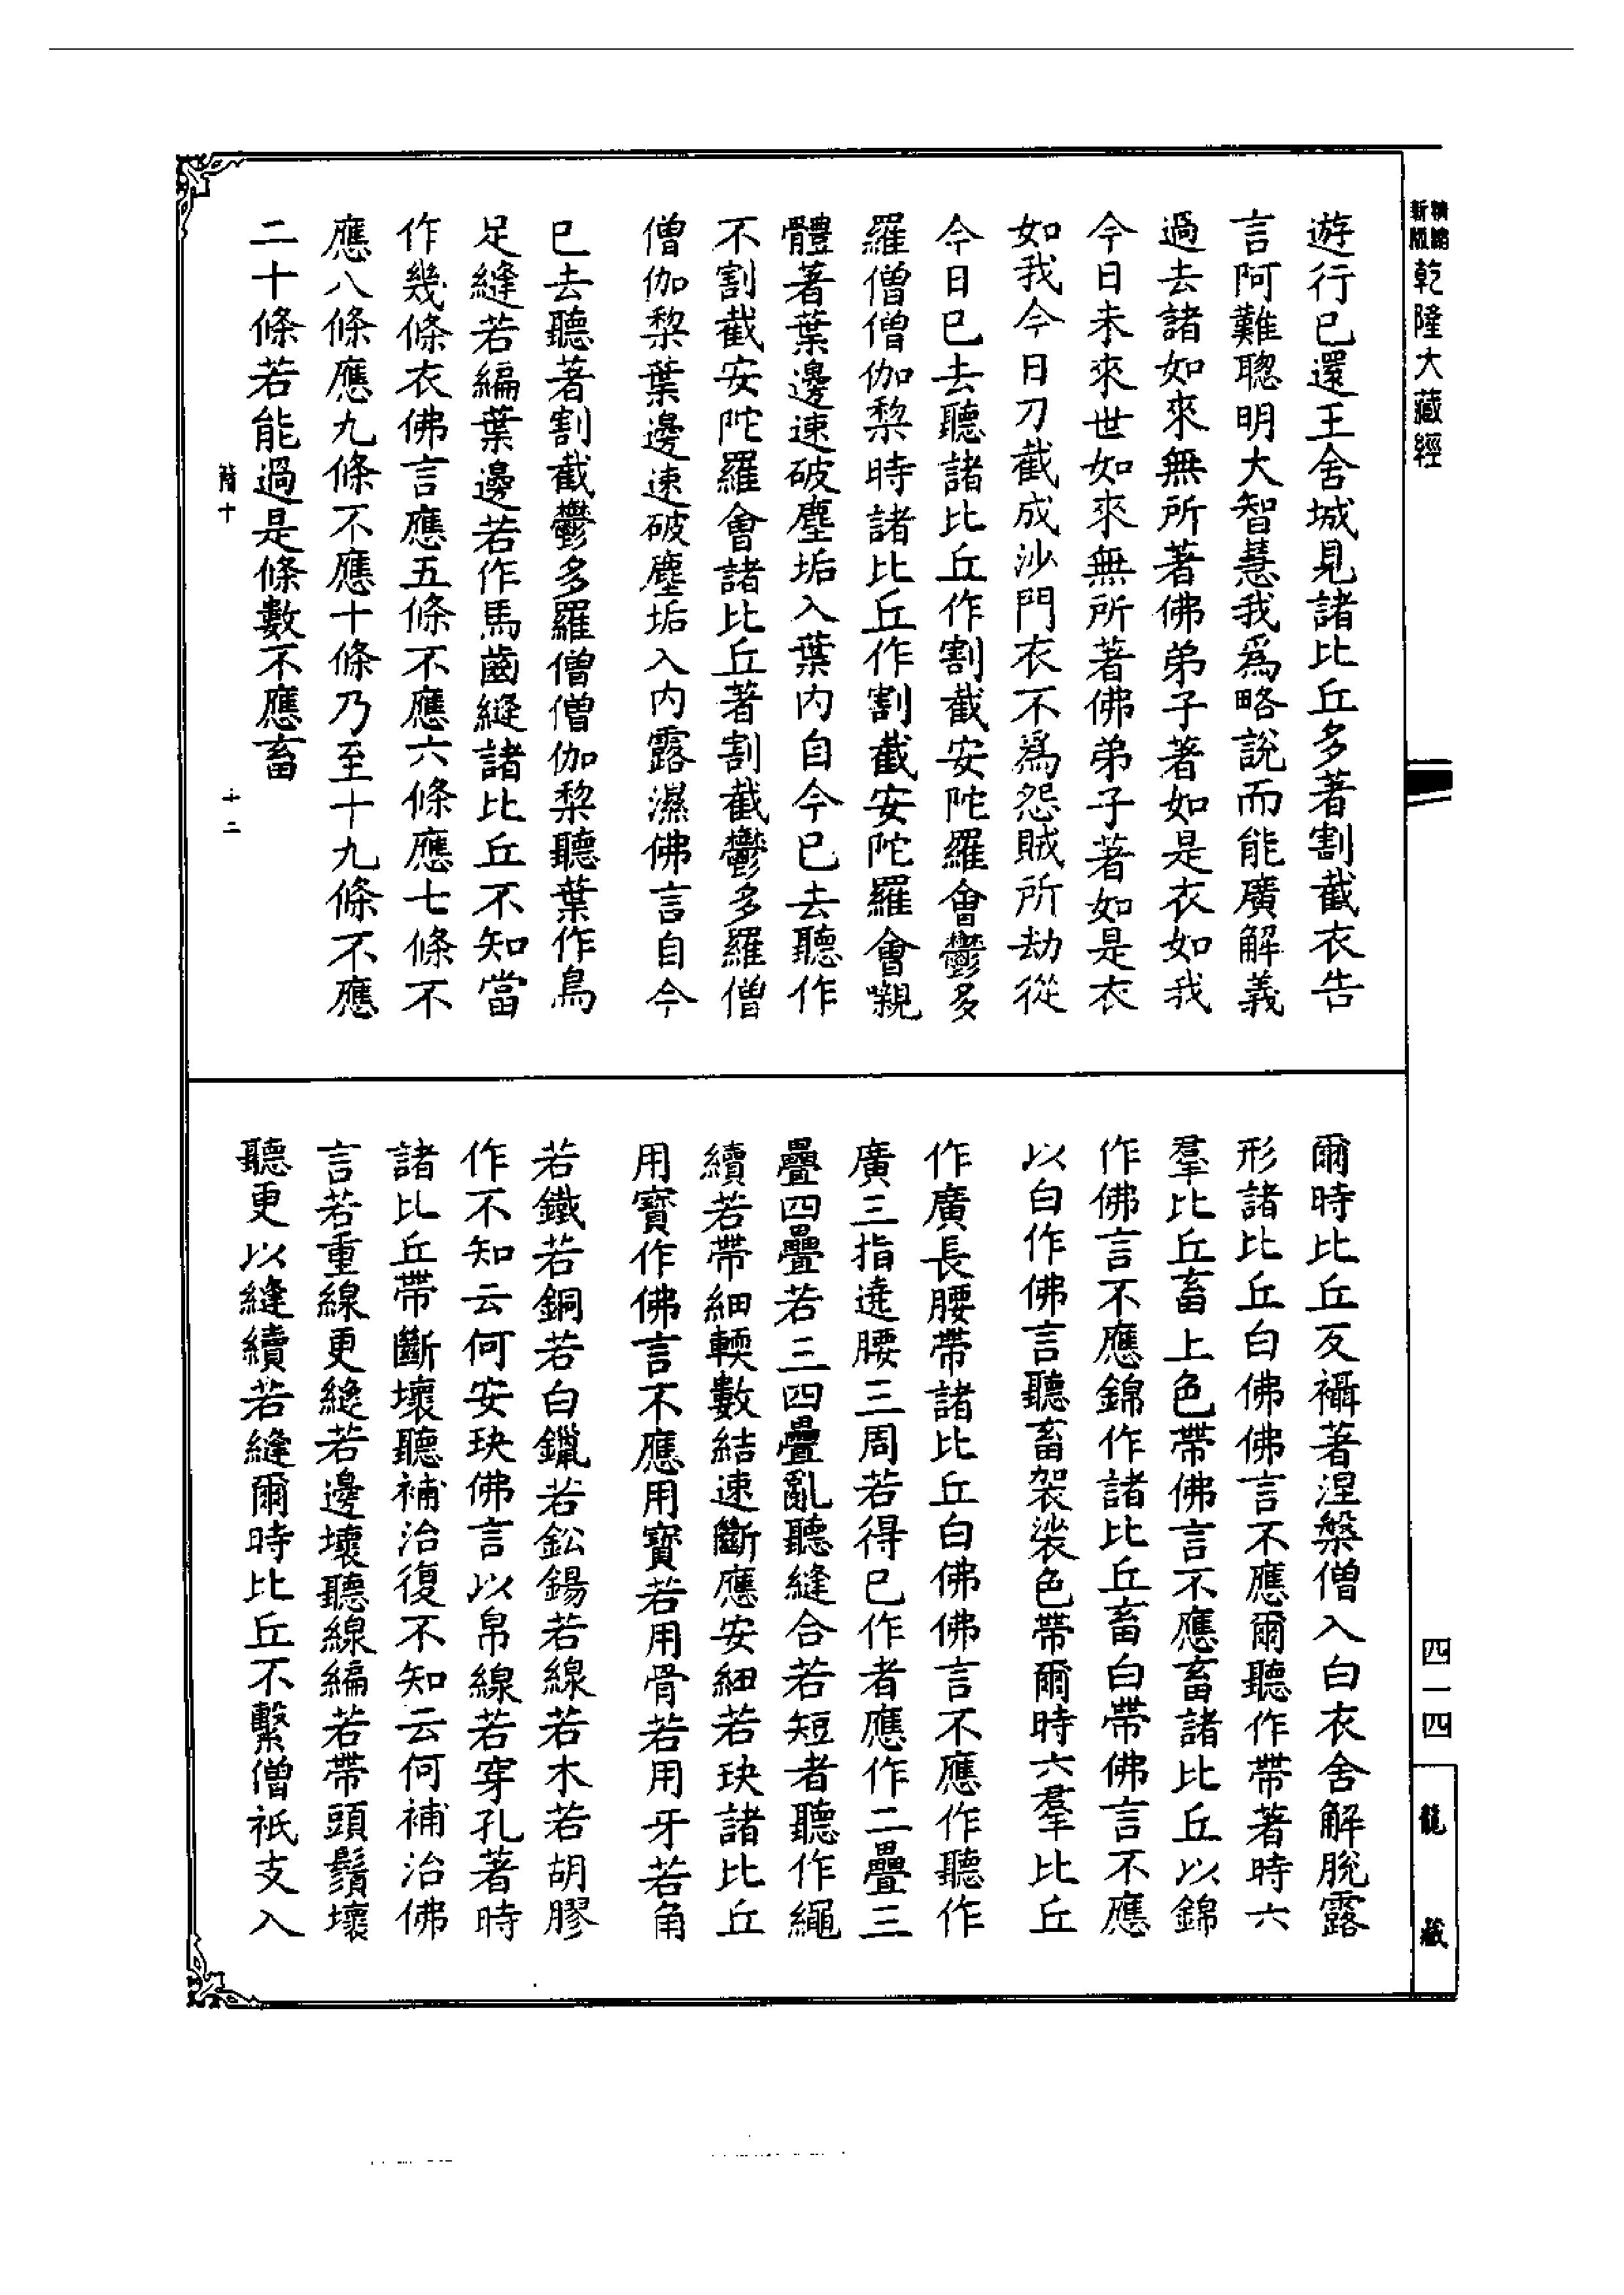 精縮新版乾隆大藏經
遊行已還王舍城見諸比丘多著割截衣告
言阿難聰明大智慧我為略說而能廣解義
過去諸如來無所著佛弟子著如是衣如我
今日未來世如來無所著佛弟子著如是衣
如我今日刀截成沙門衣不為怨賊所劫從
今日已去聽諸比丘作割截安陀羅會鬱多
羅僧僧伽棃時諸比丘作割截安陀羅會嚫
體著葉邊速破塵垢入葉內自今已去聽作
不割截安陀羅會諸比丘著割截鬱多羅僧
僧伽棃葉邊速破塵垢入內露濕佛言自今
已去聽著割截鬱多羅僧僧伽棃聽葉作鳥
足縫若編葉邊若作馬齒縫諸比丘不知當
作幾條衣佛言應五條不應六條應七條不
應八條應九條不應十條乃至十九條不應
二十條若能過是條數不應畜
簡十
十二
爾時比丘反襵著涅槃僧入白衣舍解脫露
形諸比丘白佛佛言不應爾聽作帶著時六
羣比丘畜上色帶佛言不應畜諸比丘以錦
作佛言不應錦作諸比丘畜白帶佛言不應
以白作佛言聽畜袈裟色帶爾時六羣比丘
作廣長腰帶諸比丘白佛佛言不應作聽作
廣三指遶腰三周若得已作者應作二疊三
疊四疊若三四疊亂聽縫合若短者聽作繩
續若帶細輭數結速斷應安細若玦諸比丘
用寶作佛言不應用寶若用骨若用牙若角
若鐵若銅若白鑞若鈆錫若線若木若胡膠
作不知云何安玦佛言以帛線若穿孔著時
諸比丘帶斷壞聽補治復不知云何補治佛
言若重線更縫若邊壞聽線編若帶頭鬚壞
聽更以縫續若縫爾時比丘不繫僧祇支入
四一四
龍藏